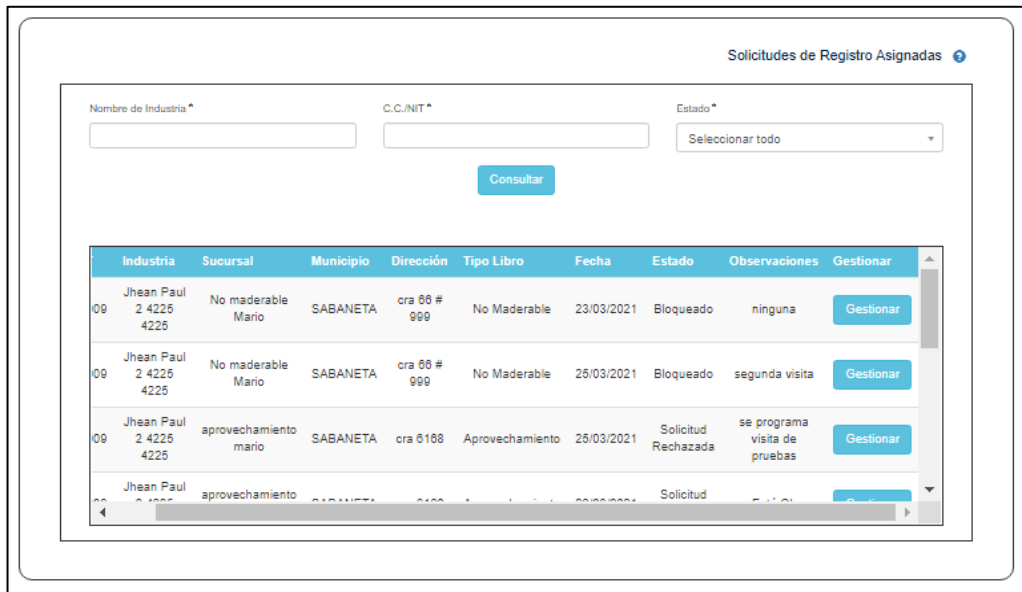 Solicitudes de Registro Asignadas
Nombre de Industria * C.C./NIT * Estado *
Seleccionar todo
Consultar
Industria Sucursal Municipio Dirección Tipo Libro Fecha Estado Observaciones Gestionar
009 Jhean Paul 2 4225 4225 No maderable Mario SABANETA cra 66 # 999 No Maderable 23/03/2021 Bloqueado ninguna Gestionar
009 Jhean Paul 2 4225 4225 No maderable Mario SABANETA cra 66 # 999 No Maderable 25/03/2021 Bloqueado segunda visita Gestionar
009 Jhean Paul 2 4225 4225 aprovechamiento mario SABANETA cra 6168 Aprovechamiento 25/03/2021 Solicitud Rechazada se programa visita de pruebas Gestionar
Jhean Paul aprovechamiento Solicitud